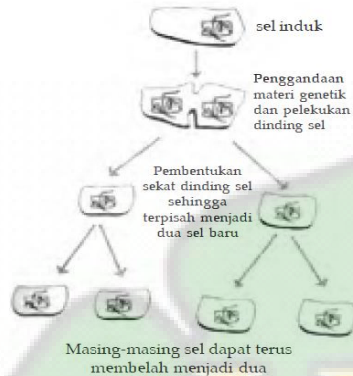 sel induk
Penggandaan
materi genetik
dan pelekukan
dinding sel
Pembentukan
sekat dinding sel
sehingga
terpisah menjadi
dua sel baru
Masing-masing sel dapat terus
membelah menjadi dua